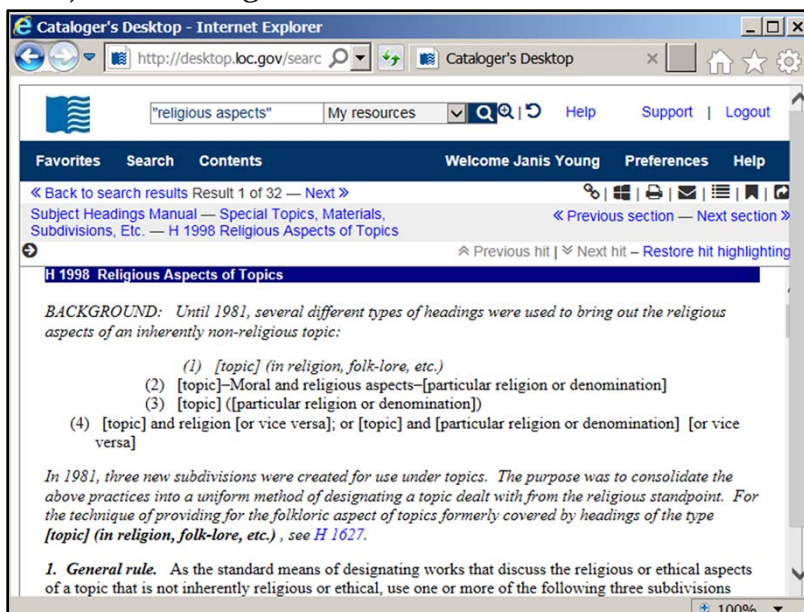 Cataloger's Desktop - Internet Explorer
http://desktop.loc.gov/searc
Cataloger's Desktop
"religious aspects" My resources Help Support | Logout
Favorites Search Contents Welcome Janis Young Preferences Help
« Back to search results Result 1 of 32 — Next »
Subject Headings Manual — Special Topics, Materials,
Subdivisions, Etc. — H 1998 Religious Aspects of Topics
« Previous section — Next section »
Previous hit | Next hit – Restore hit highlighting
H 1998 Religious Aspects of Topics
BACKGROUND: Until 1981, several different types of headings were used to bring out the religious
aspects of an inherently non-religious topic:
(1) [topic] (in religion, folk-lore, etc.)
(2) [topic]–Moral and religious aspects–[particular religion or denomination]
(3) [topic] ([particular religion or denomination])
(4) [topic] and religion [or vice versa]; or [topic] and [particular religion or denomination] [or vice
versa]
In 1981, three new subdivisions were created for use under topics. The purpose was to consolidate the
above practices into a uniform method of designating a topic dealt with from the religious standpoint. For
the technique of providing for the folkloric aspect of topics formerly covered by headings of the type
[topic] (in religion, folk-lore, etc.) , see H 1627.
1. General rule. As the standard means of designating works that discuss the religious or ethical aspects
of a topic that is not inherently religious or ethical, use one or more of the following three subdivisions
100%